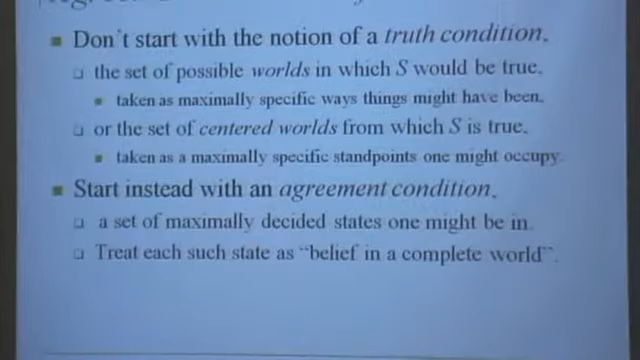 Don't start with the notion of a truth condition,
the set of possible worlds in which S would be true,
taken as maximally specific ways things might have been,
or the set of centered worlds from which S is true,
taken as a maximally specific standpoints one might occupy.
Start instead with an agreement condition,
a set of maximally decided states one might be in.
Treat each such state as "belief in a complete world".